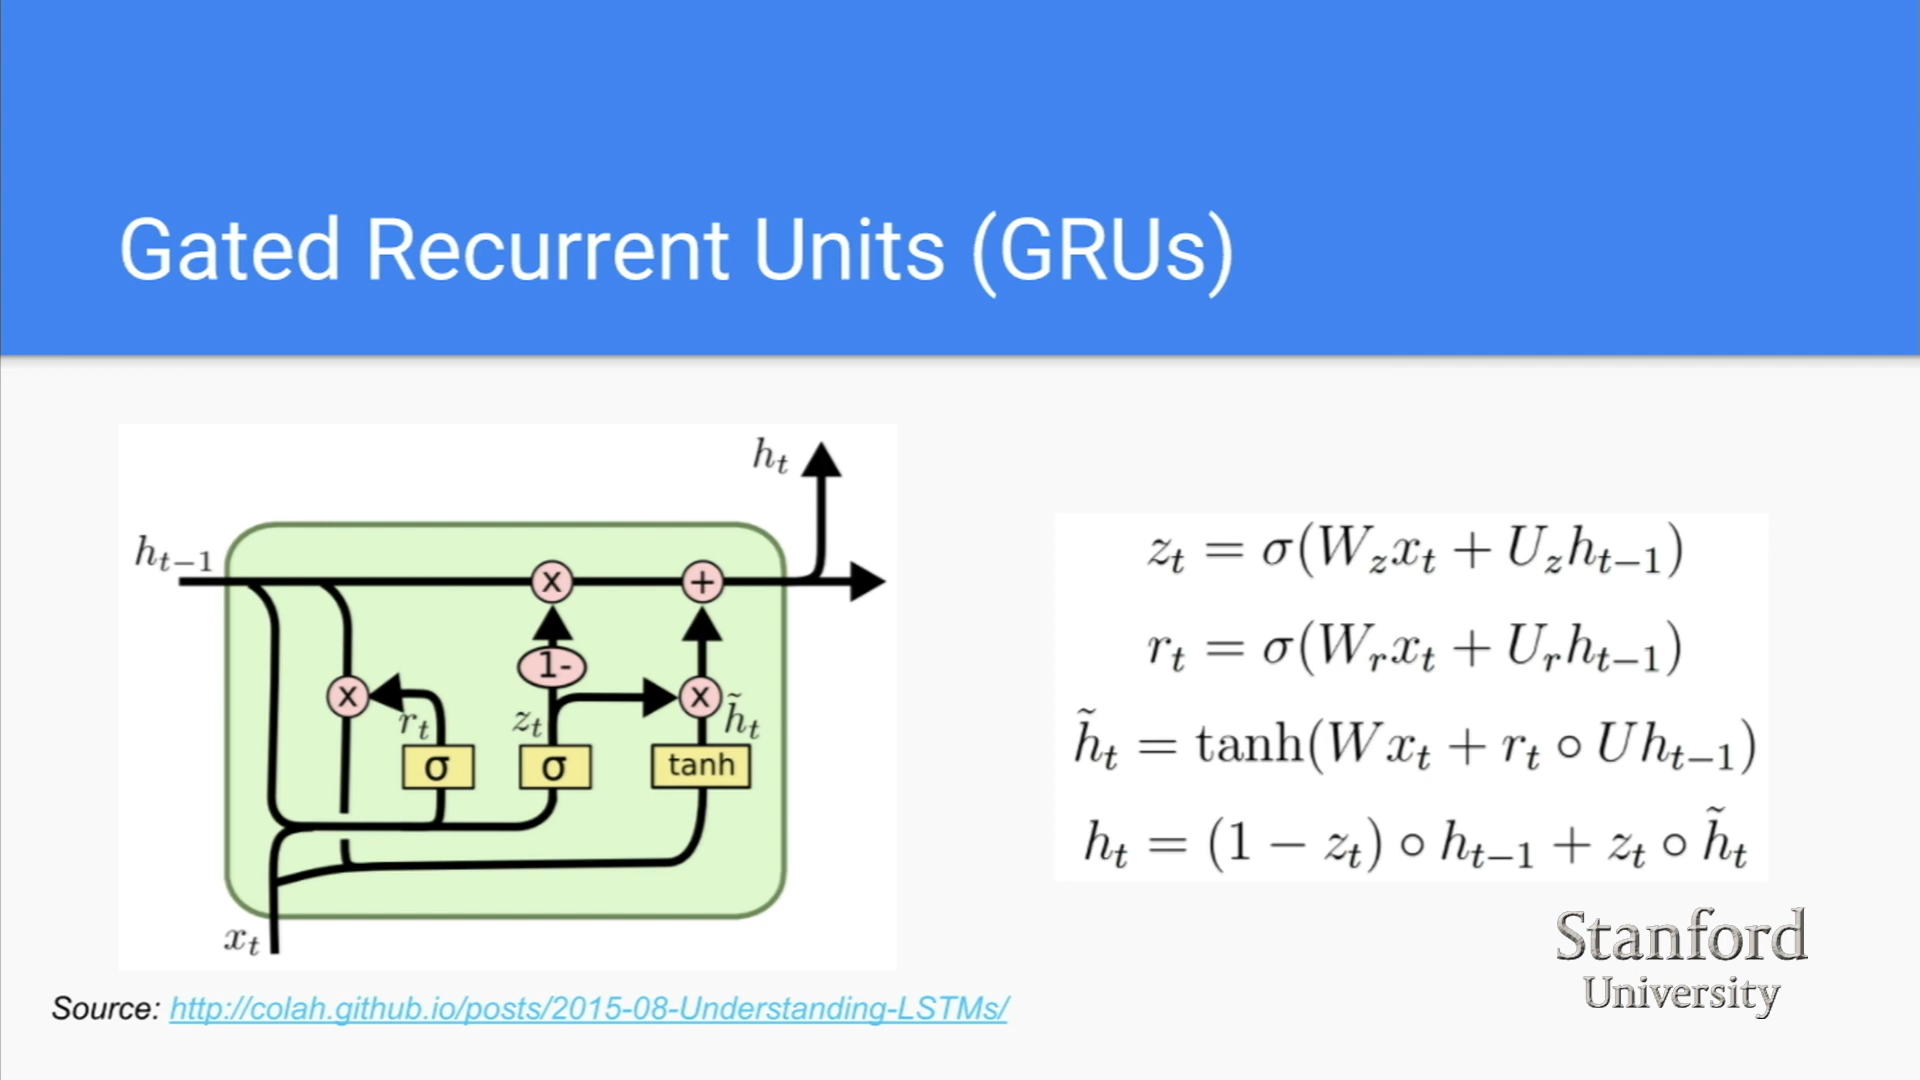 Gated Recurrent Units (GRUs)
h_t
h_{t-1}
x
+
1-
x
r_t
z_t
x
h̃_t
σ
σ
tanh
x_t
z_t = σ(W_z x_t + U_z h_{t-1})
r_t = σ(W_r x_t + U_r h_{t-1})
h̃_t = tanh(W x_t + r_t ∘ U h_{t-1})
h_t = (1 − z_t) ∘ h_{t-1} + z_t ∘ h̃_t
Stanford
University
Source: http://colah.github.io/posts/2015-08-Understanding-LSTMs/